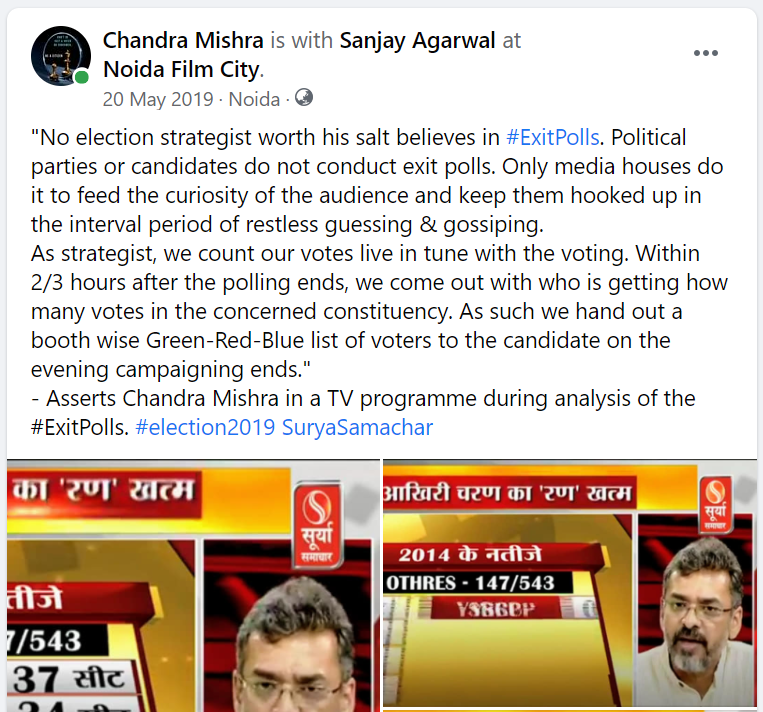 Chandra Mishra is with Sanjay Agarwal at
Noida Film City.
20 May 2019 · Noida ·
"No election strategist worth his salt believes in #ExitPolls. Political
parties or candidates do not conduct exit polls. Only media houses do
it to feed the curiosity of the audience and keep them hooked up in
the interval period of restless guessing & gossiping.
As strategist, we count our votes live in tune with the voting. Within
2/3 hours after the polling ends, we come out with who is getting how
many votes in the concerned constituency. As such we hand out a
booth wise Green-Red-Blue list of voters to the candidate on the
evening campaigning ends."
- Asserts Chandra Mishra in a TV programme during analysis of the
#ExitPolls. #election2019 SuryaSamachar
का 'रण' खत्म
सूर्या
समाचार
तीजे
7/543
37 सीट
आखिरी चरण का 'रण' खत्म
सूर्या
समाचार
2014 के नतीजे
OTHRES - 147/543